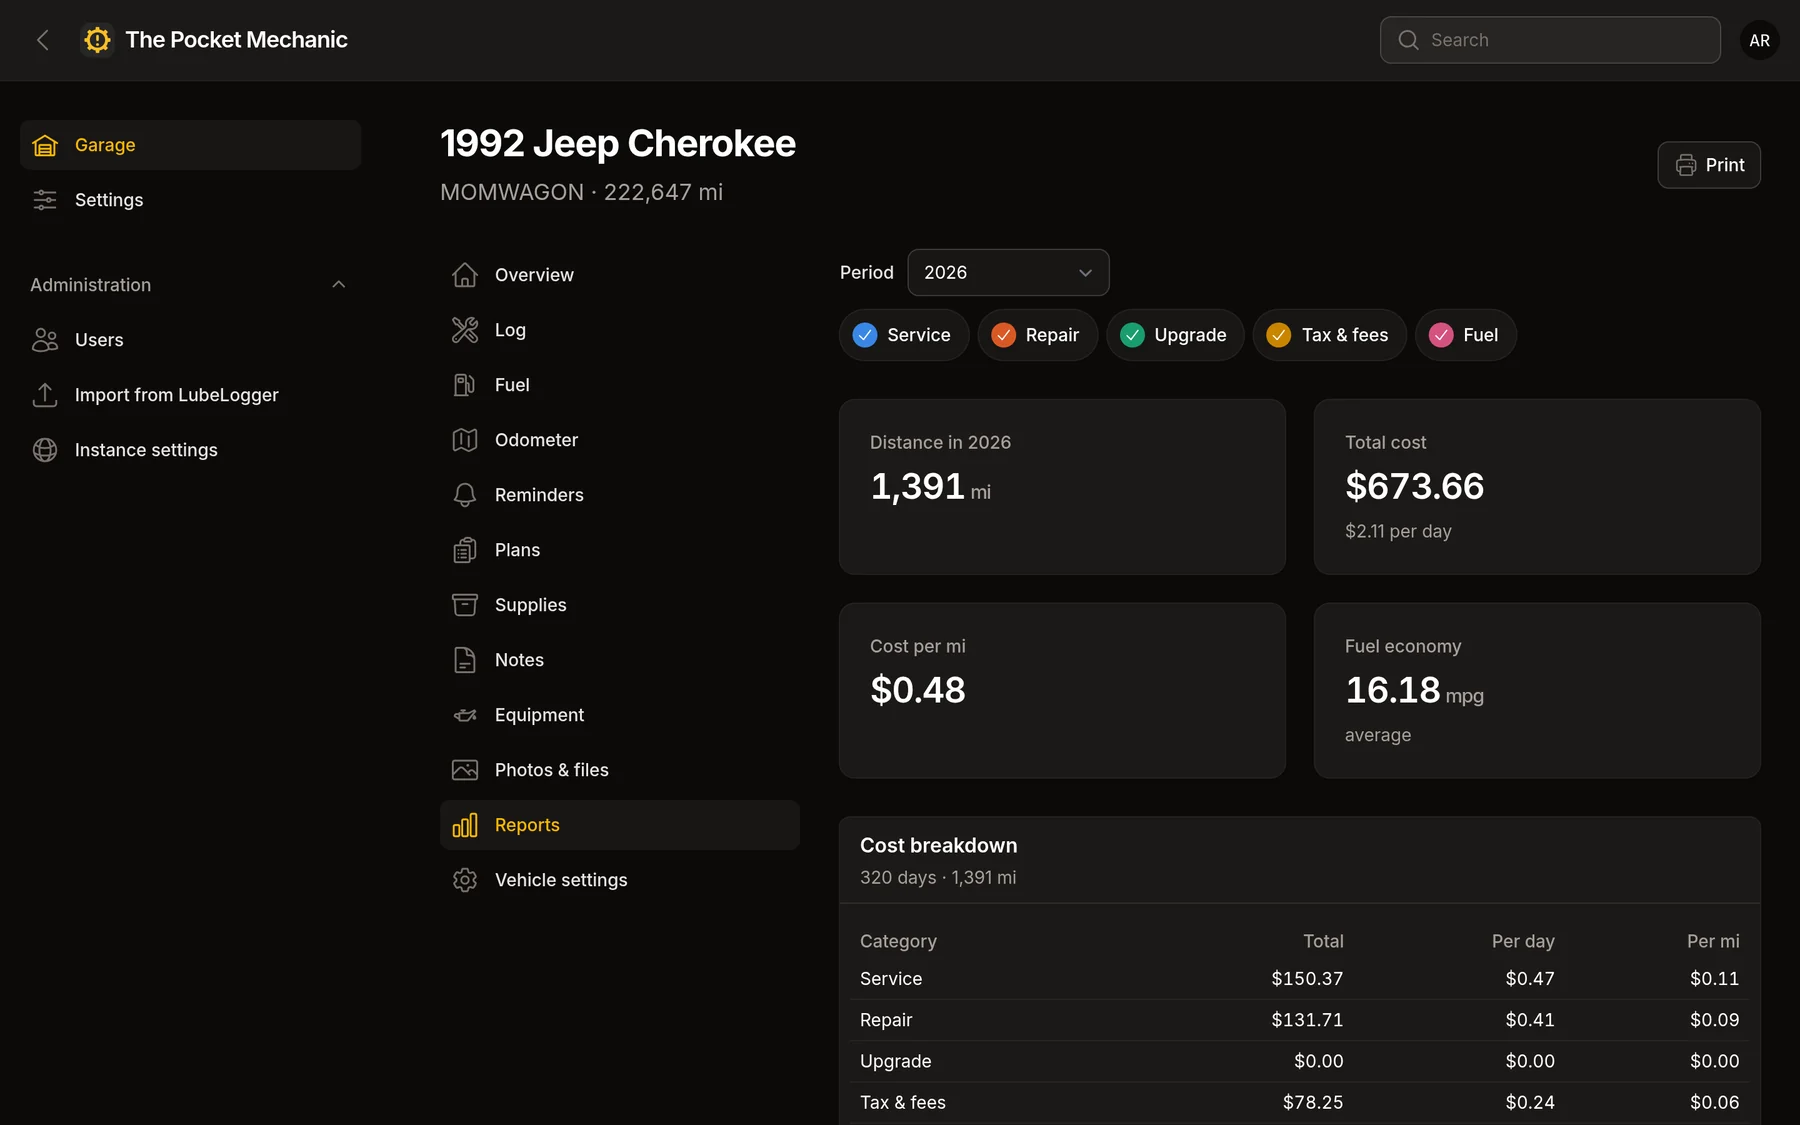 The Pocket Mechanic
Search
AR
Garage
Settings
Administration
Users
Import from LubeLogger
Instance settings
1992 Jeep Cherokee
MOMWAGON · 222,647 mi
Print
Overview
Log
Fuel
Odometer
Reminders
Plans
Supplies
Notes
Equipment
Photos & files
Reports
Vehicle settings
Period 2026
Service Repair Upgrade Tax & fees Fuel
Distance in 2026
1,391 mi
Total cost
$673.66
$2.11 per day
Cost per mi
$0.48
Fuel economy
16.18 mpg
average
Cost breakdown
320 days · 1,391 mi
Category Total Per day Per mi
Service $150.37 $0.47 $0.11
Repair $131.71 $0.41 $0.09
Upgrade $0.00 $0.00 $0.00
Tax & fees $78.25 $0.24 $0.06